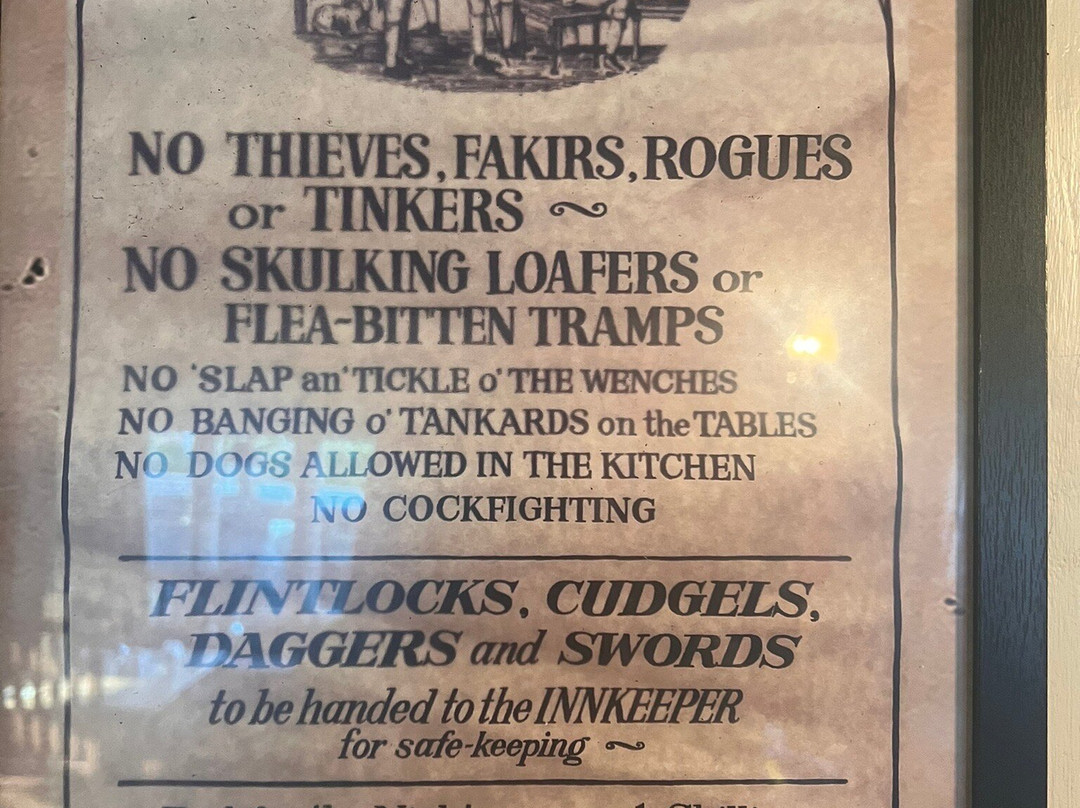 NO THIEVES, FAKIRS, ROGUES
or TINKERS ~
NO SKULKING LOAFERS or
FLEA-BITTEN TRAMPS
NO 'SLAP an' TICKLE o' THE WENCHES
NO BANGING o' TANKARDS on the TABLES
NO DOGS ALLOWED IN THE KITCHEN
NO COCKFIGHTING
FLINTLOCKS, CUDGELS,
DAGGERS and SWORDS
to be handed to the INNKEEPER
for safe-keeping ~